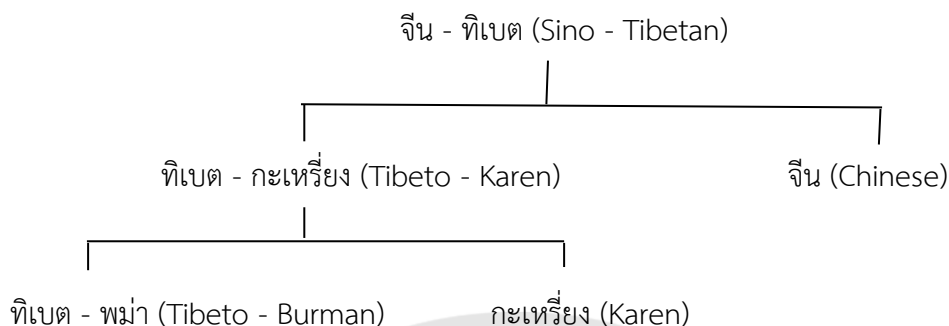 จีน - ทิเบต (Sino - Tibetan)
ทิเบต - กะเหรี่ยง (Tibeto - Karen) จีน (Chinese)
ทิเบต - พม่า (Tibeto - Burman) กะเหรี่ยง (Karen)